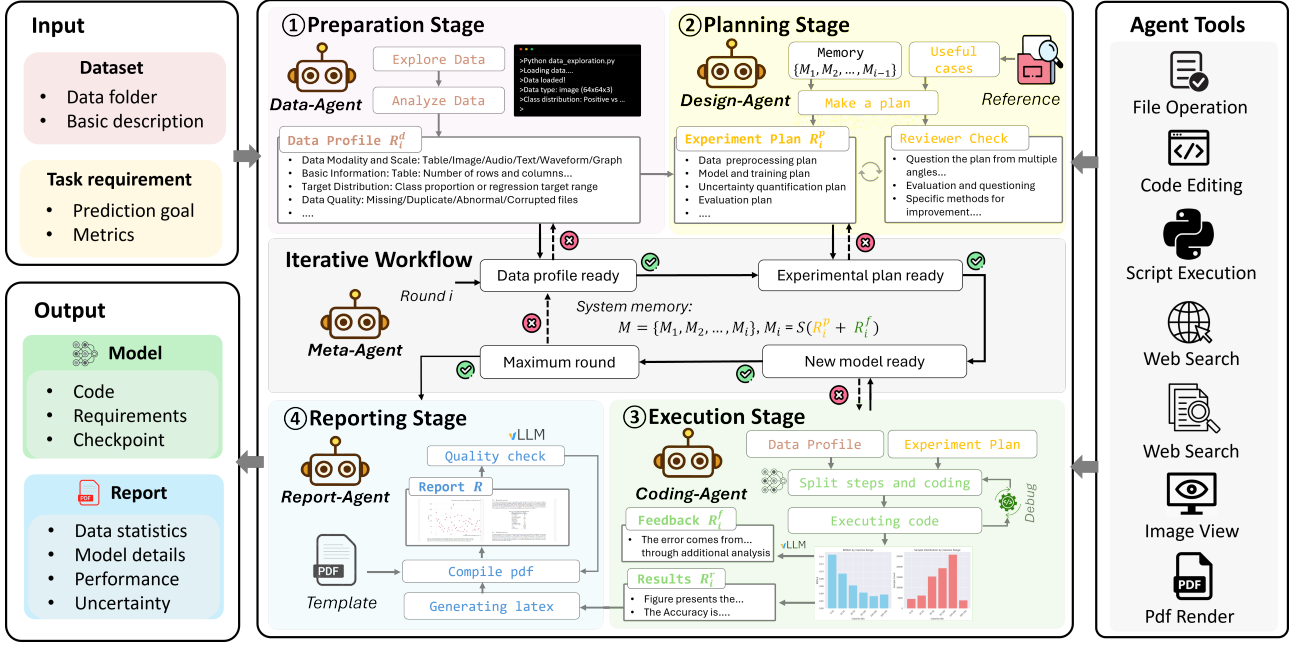 Input
Dataset
• Data folder
• Basic description
Task requirement
• Prediction goal
• Metrics
Output
Model
• Code
• Requirements
• Checkpoint
PDF
Report
• Data statistics
• Model details
• Performance
• Uncertainty
①Preparation Stage
Data-Agent
Explore Data
Analyze Data
>Python data_exploration.py
>Loading data....
>Data loaded!
>Data type: image (64x64x3)
>Class distribution: Positive vs ...
>
Data Profile R_i^d
• Data Modality and Scale: Table/Image/Audio/Text/Waveform/Graph
• Basic Information: Table: Number of rows and columns...
• Target Distribution: Class proportion or regression target range
• Data Quality: Missing/Duplicate/Abnormal/Corrupted files
• ....
②Planning Stage
Design-Agent
Memory
{M_1, M_2, ..., M_{i-1}}
Useful
cases
Reference
Make a plan
Experiment Plan R_i^p
• Data preprocessing plan
• Model and training plan
• Uncertainty quantification plan
• Evaluation plan
• ....
Reviewer Check
• Question the plan from multiple
angles...
• Evaluation and questioning
• Specific methods for
improvement....
Iterative Workflow
Meta-Agent
Round i
Data profile ready
Experimental plan ready
System memory:
M = {M_1, M_2, ..., M_i}, M_i = S(R_i^p + R_i^f)
Maximum round
New model ready
④Reporting Stage
Report-Agent
vLLM
Quality check
Report R
PDF
Template
Compile pdf
Generating latex
③Execution Stage
Coding-Agent
Data Profile
Experiment Plan
Split steps and coding
Executing code
Debug
Feedback R_i^f
• The error comes from...
through additional analysis
vLLM
Results R_i^r
• Figure presents the...
• The Accuracy is....
Agent Tools
File Operation
Code Editing
Script Execution
Web Search
Web Search
Image View
PDF
Pdf Render